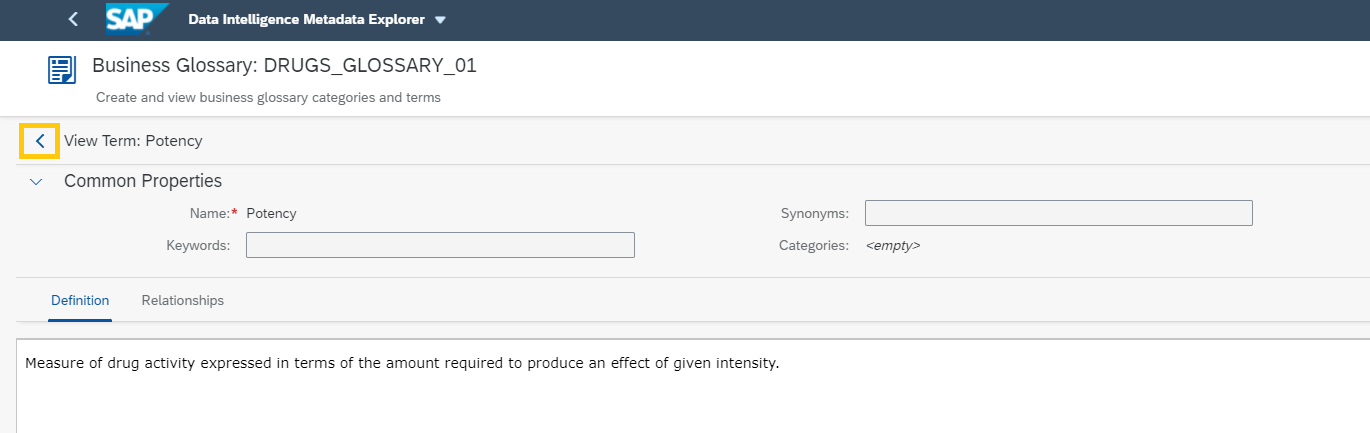 SAP Data Intelligence Metadata Explorer
Business Glossary: DRUGS_GLOSSARY_01
Create and view business glossary categories and terms
View Term: Potency
Common Properties
Name:* Potency
Synonyms:
Keywords:
Categories: <empty>
Definition Relationships
Measure of drug activity expressed in terms of the amount required to produce an effect of given intensity.